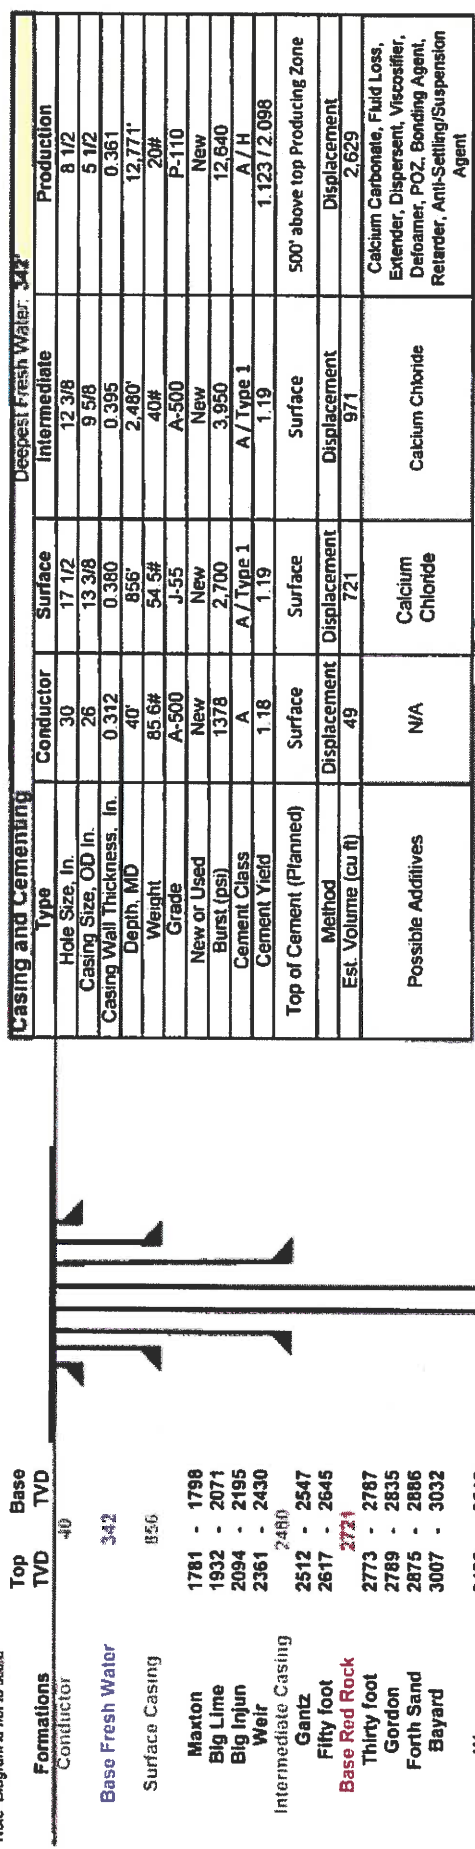 Note: Diagram is not to scale
Top Base
Formations TVD TVD
Conductor 40
Base Fresh Water 342
Surface Casing 856
Maxton 1781 - 1798
Big Lime 1932 - 2071
Big Injun 2094 - 2195
Weir 2361 - 2430
Intermediate Casing 2480
Gantz 2512 - 2547
Fifty foot 2617 - 2645
Base Red Rock 2721
Thirty foot 2773 - 2787
Gordon 2789 - 2835
Forth Sand 2875 - 2886
Bayard 3007 - 3032
Casing and Cementing Deepest Fresh Water: 342'
Type Conductor Surface Intermediate Production
Hole Size, In. 30 17 1/2 12 3/8 8 1/2
Casing Size, OD In. 26 13 3/8 9 5/8 5 1/2
Casing Wall Thickness, In. 0.312 0.380 0.395 0.361
Depth, MD 40' 856' 2,480' 12,771'
Weight 85.6# 54.5# 40# 20#
Grade A-500 J-55 A-500 P-110
New or Used New New New New
Burst (psi) 1378 2,700 3,950 12,640
Cement Class A A / Type 1 A / Type 1 A / H
Cement Yield 1.18 1.19 1.19 1.123 / 2.098
Top of Cement (Planned) Surface Surface Surface 500' above top Producing Zone
Method Displacement Displacement Displacement Displacement
Est. Volume (cu ft) 49 721 971 2,629
Possible Additives N/A Calcium Chloride Calcium Chloride Calcium Carbonate, Fluid Loss,
Extender, Dispersent, Viscosifier,
Defoamer, POZ, Bonding Agent,
Retarder, Anti-Settling/Suspension
Agent